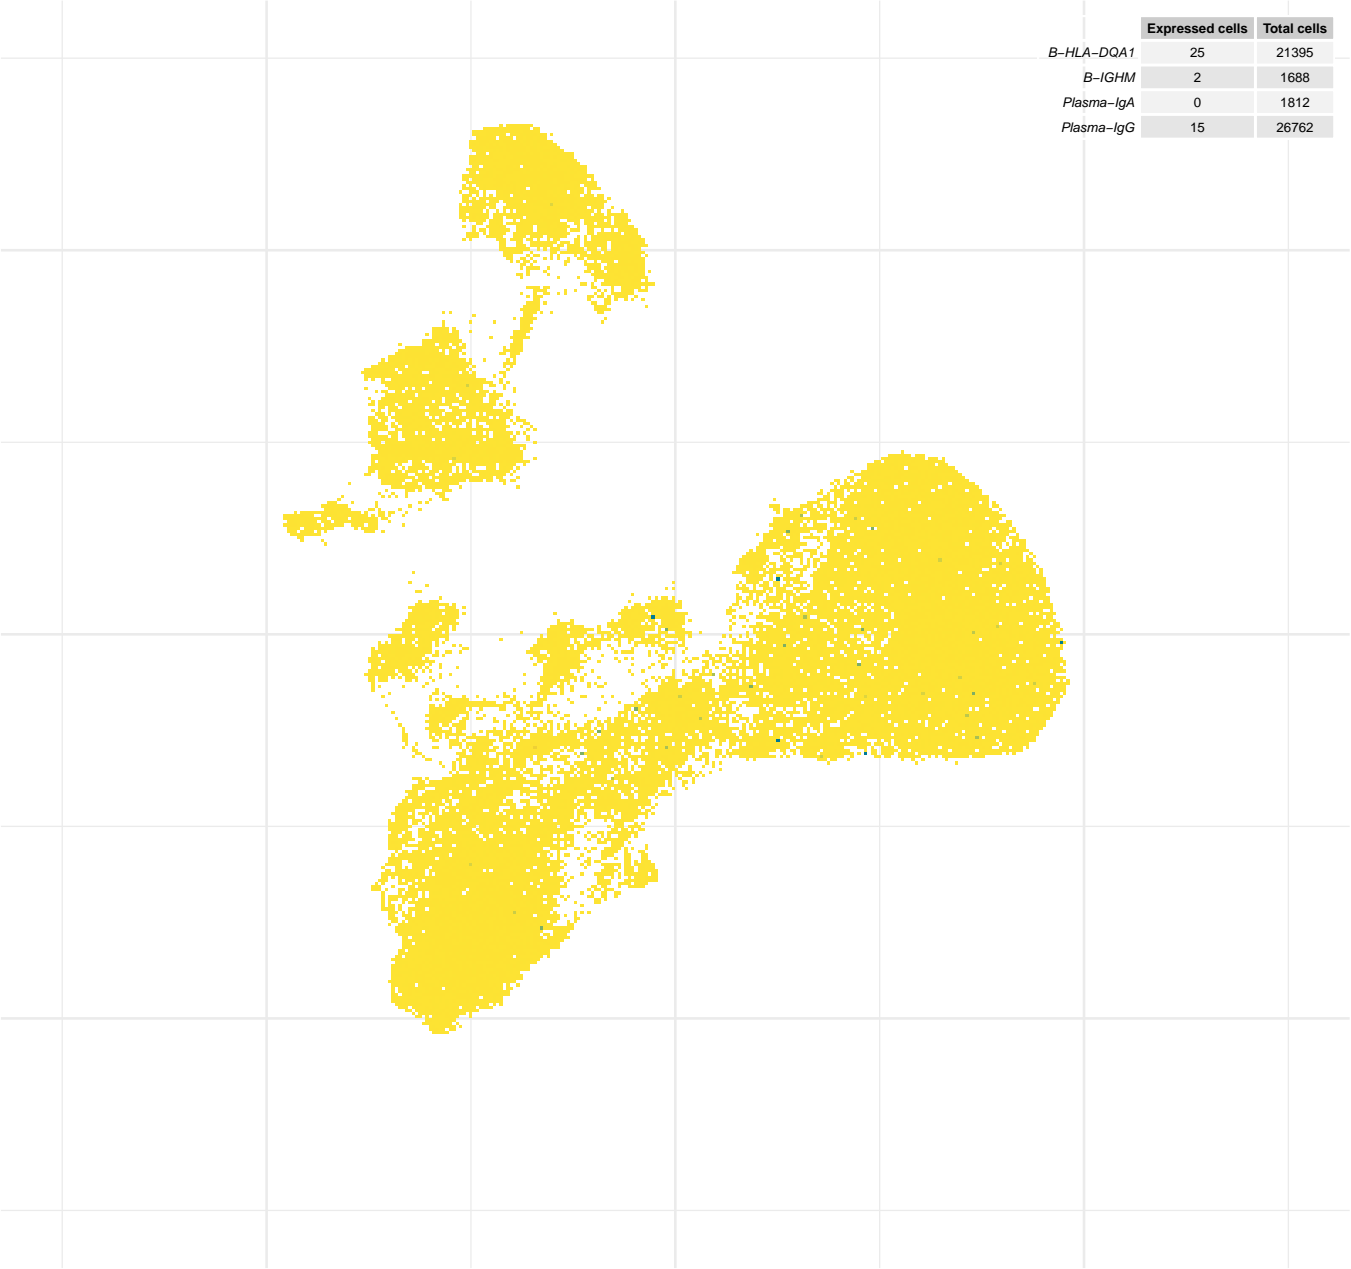 Expressed cells Total cells
B−HLA−DQA1 25 21395
B−IGHM 2 1688
Plasma−IgA 0 1812
Plasma−IgG 15 26762